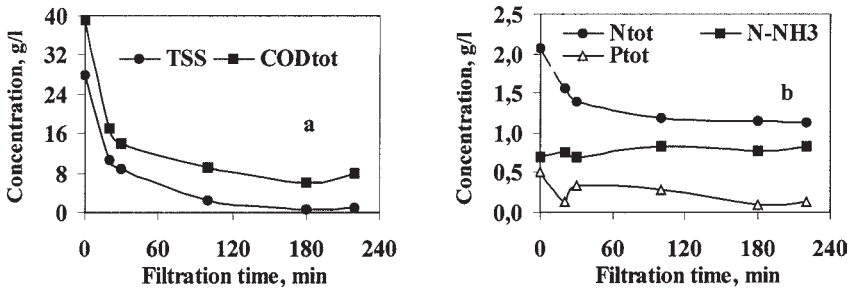 40
32
24
16
8
0
Concentration, g/l
TSS CODtot
a
0 60 120 180 240
Filtration time, min
2,5
2,0
1,5
1,0
0,5
0,0
Concentration, g/l
Ntot N-NH3
Ptot
b
0 60 120 180 240
Filtration time, min